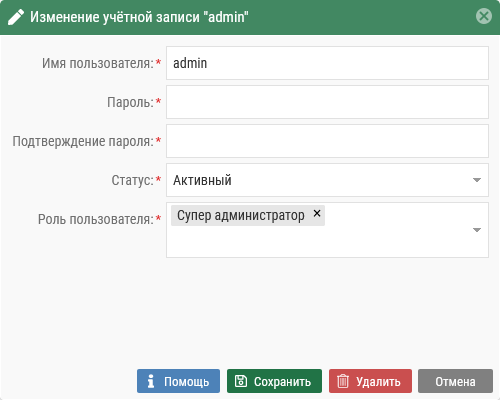 Изменение учётной записи "admin"
Имя пользователя:* admin
Пароль:*
Подтверждение пароля:*
Статус:* Активный
Роль пользователя:* Супер администратор ×
Помощь Сохранить Удалить Отмена